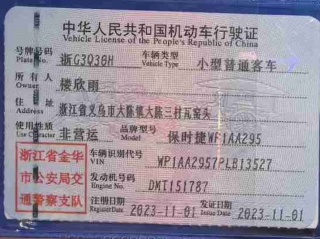 中华人民共和国机动车行驶证
Vehicle License of the People's Republic of China
号牌号码 浙G3Q36H 车辆类型 小型普通客车
Plate No. Vehicle Type
所有人 楼欣雨
Owner
住址 浙江省义乌市大陈镇大陈三村瓦窑头
Address
使用性质 非营运 品牌型号 保时捷WP1AA295
Use Character Model
浙江省金华 车辆识别代号 WP1AA2957PLB13527
市公安局交 VIN
通警察支队 发动机号码 DMT151787
Engine No.
注册日期 2023-11-01 发证日期 2023-11-01
Register Date Issue Date